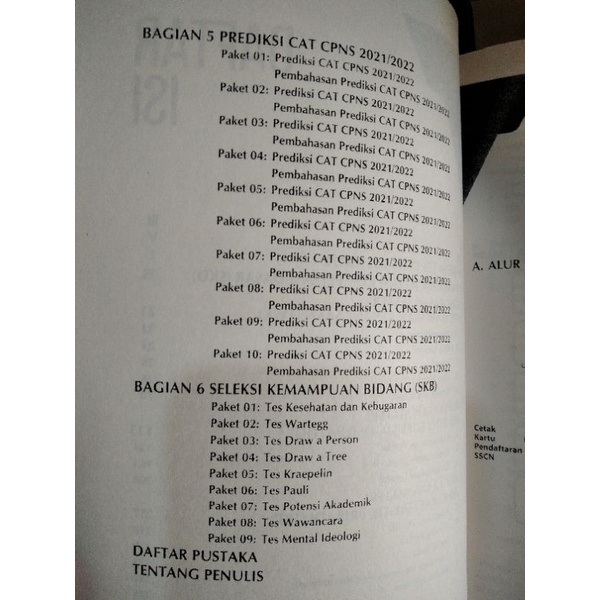 BAGIAN 5 PREDIKSI CAT CPNS 2021/2022
Paket 01: Prediksi CAT CPNS 2021/2022
Pembahasan Prediksi CAT CPNS 2021/2022
Paket 02: Prediksi CAT CPNS 2021/2022
Pembahasan Prediksi CAT CPNS 2021/2022
Paket 03: Prediksi CAT CPNS 2021/2022
Pembahasan Prediksi CAT CPNS 2021/2022
Paket 04: Prediksi CAT CPNS 2021/2022
Pembahasan Prediksi CAT CPNS 2021/2022
Paket 05: Prediksi CAT CPNS 2021/2022
Pembahasan Prediksi CAT CPNS 2021/2022
Paket 06: Prediksi CAT CPNS 2021/2022
Pembahasan Prediksi CAT CPNS 2021/2022
Paket 07: Prediksi CAT CPNS 2021/2022
Pembahasan Prediksi CAT CPNS 2021/2022
Paket 08: Prediksi CAT CPNS 2021/2022
Pembahasan Prediksi CAT CPNS 2021/2022
Paket 09: Prediksi CAT CPNS 2021/2022
Pembahasan Prediksi CAT CPNS 2021/2022
Paket 10: Prediksi CAT CPNS 2021/2022
Pembahasan Prediksi CAT CPNS 2021/2022
BAGIAN 6 SELEKSI KEMAMPUAN BIDANG (SKB)
Paket 01: Tes Kesehatan dan Kebugaran
Paket 02: Tes Wartegg
Paket 03: Tes Draw a Person
Paket 04: Tes Draw a Tree
Paket 05: Tes Kraepelin
Paket 06: Tes Pauli
Paket 07: Tes Potensi Akademik
Paket 08: Tes Wawancara
Paket 09: Tes Mental Ideologi
DAFTAR PUSTAKA
TENTANG PENULIS
A. ALUR
Cetak
Kartu
Pendaftaran
SSCN